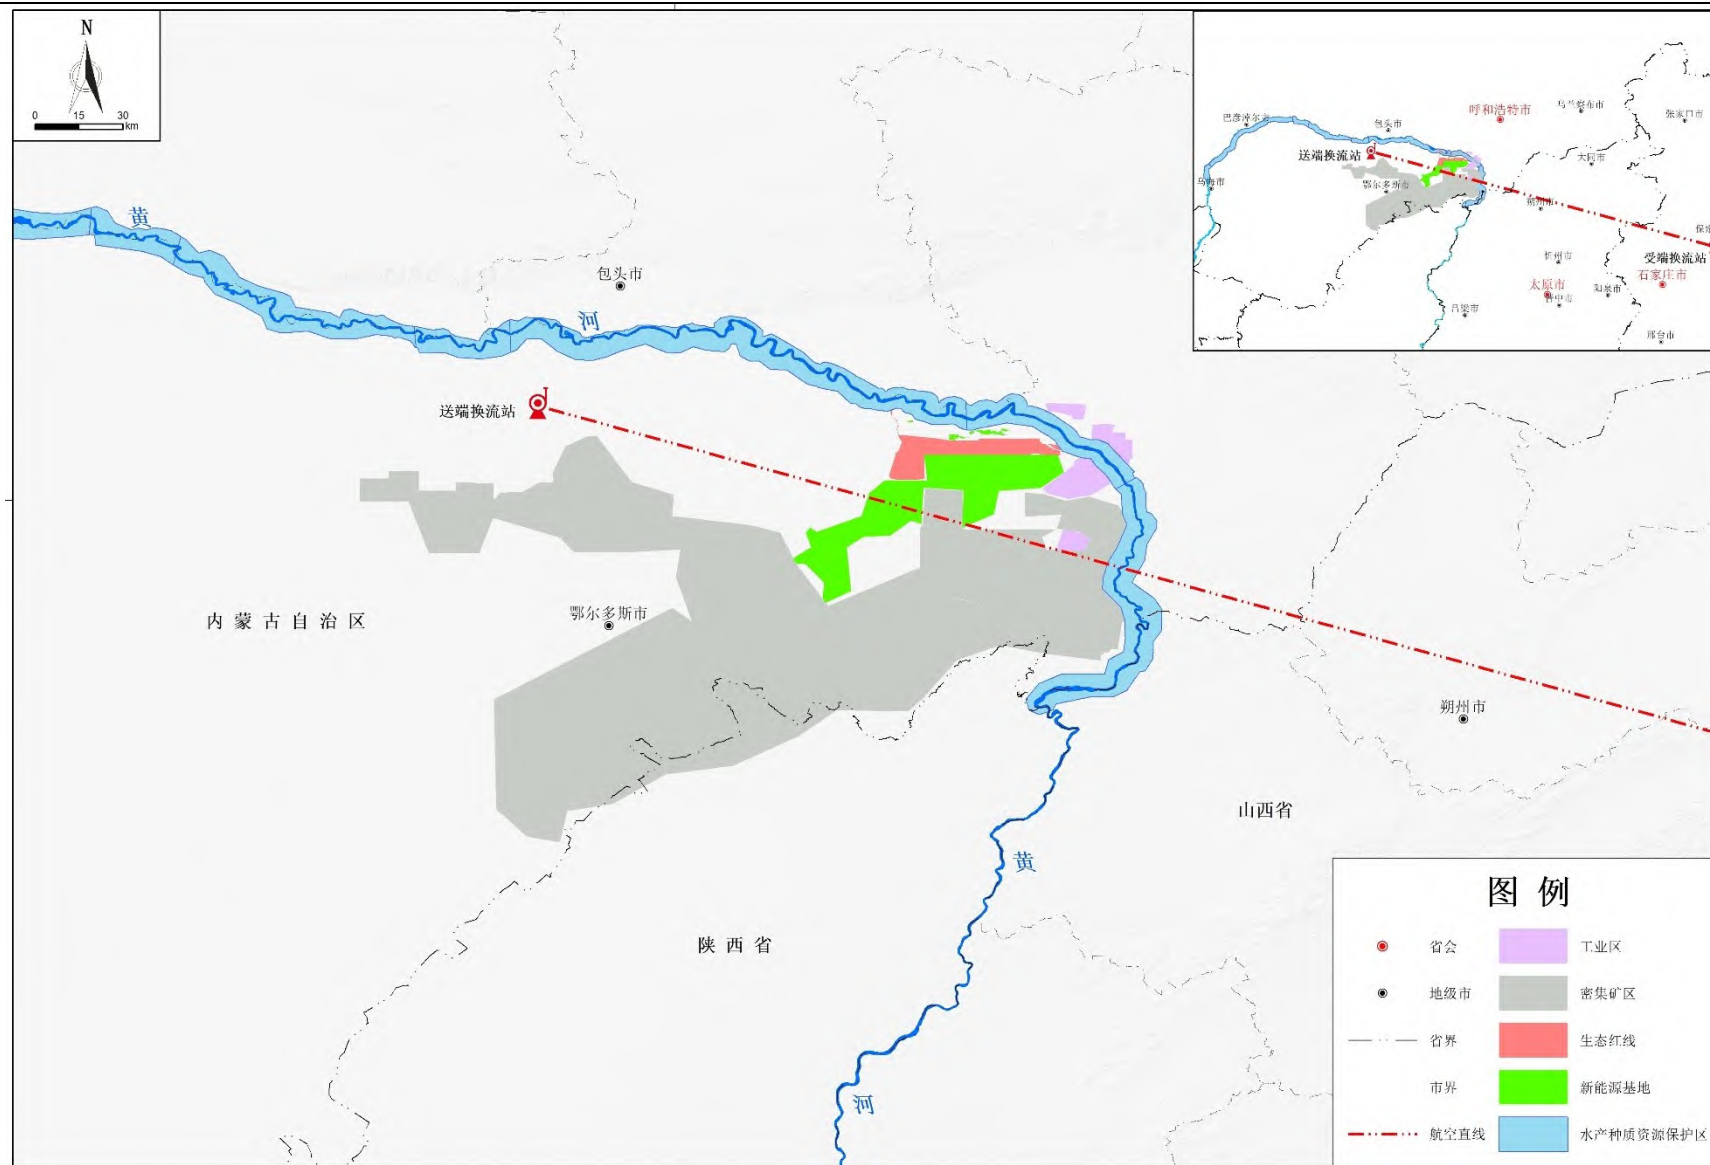 N
0 15 30
km
黄
河
包头市
送端换流站
鄂尔多斯市
内蒙古自治区
朔州市
山西省
陕西省
黄
河
呼和浩特市
乌兰察布市
张家口市
巴彦淖尔市
包头市
大同市
送端换流站
鄂尔多斯市
乌海市
朔州市
保定
忻州市
受端换流站
石家庄市
太原市
晋中市
阳泉市
吕梁市
邢台市
图例
省会
工业区
地级市
密集矿区
省界
生态红线
市界
新能源基地
航空直线
水产种质资源保护区